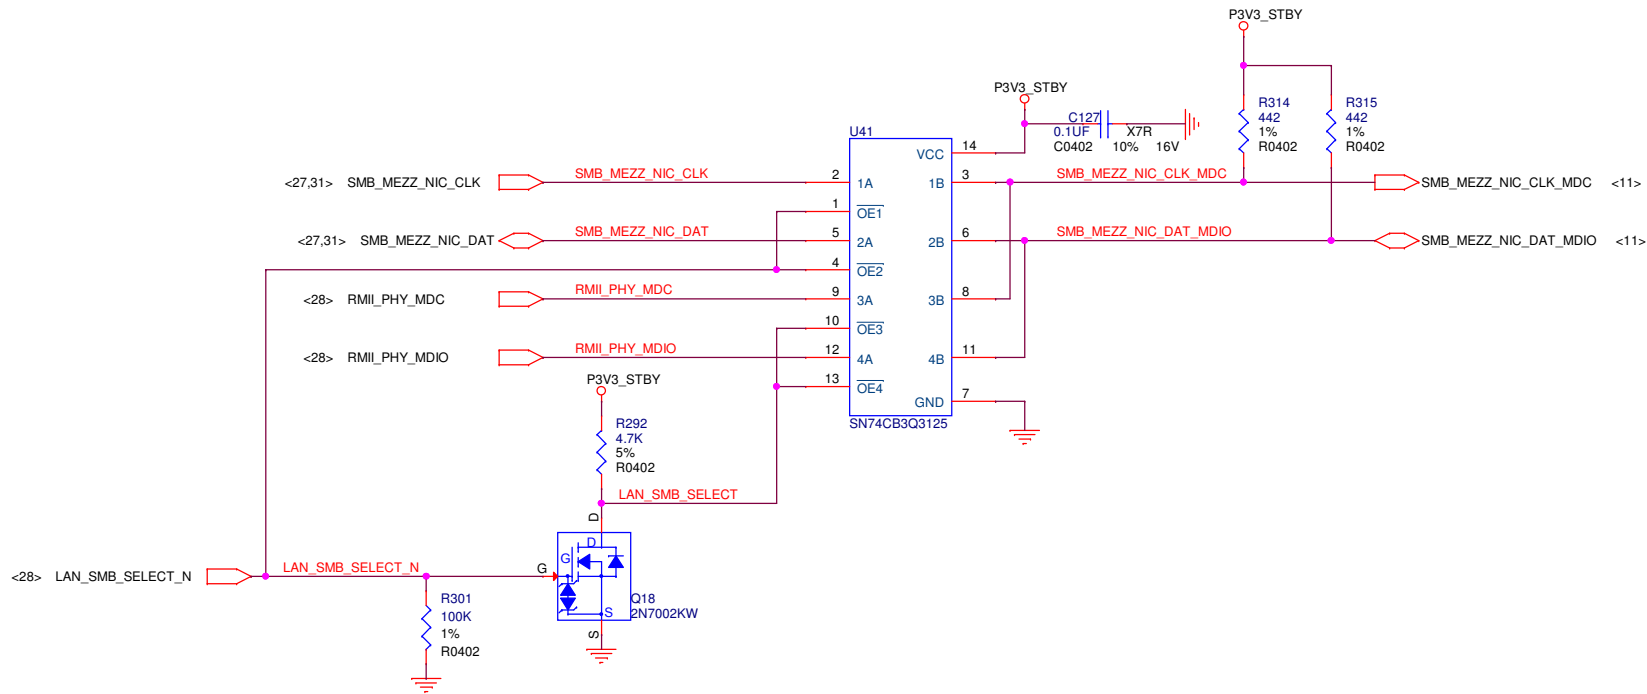 P3V3_STBY
P3V3_STBY
R314
442
1%
R0402
R315
442
1%
R0402
C127
0.1UF
C0402
X7R
10%
16V
U41
VCC
14
<27,31> SMB_MEZZ_NIC_CLK
SMB_MEZZ_NIC_CLK
2
1A
1B
3
SMB_MEZZ_NIC_CLK_MDC
SMB_MEZZ_NIC_CLK_MDC <11>
1
OE1
<27,31> SMB_MEZZ_NIC_DAT
SMB_MEZZ_NIC_DAT
5
2A
2B
6
SMB_MEZZ_NIC_DAT_MDIO
SMB_MEZZ_NIC_DAT_MDIO <11>
4
OE2
<28> RMII_PHY_MDC
RMII_PHY_MDC
9
3A
3B
8
10
OE3
<28> RMII_PHY_MDIO
RMII_PHY_MDIO
12
4A
4B
11
13
OE4
GND
7
SN74CB3Q3125
P3V3_STBY
R292
4.7K
5%
R0402
LAN_SMB_SELECT
D
D
G
G
S
S
Q18
2N7002KW
<28> LAN_SMB_SELECT_N
LAN_SMB_SELECT_N
R301
100K
1%
R0402